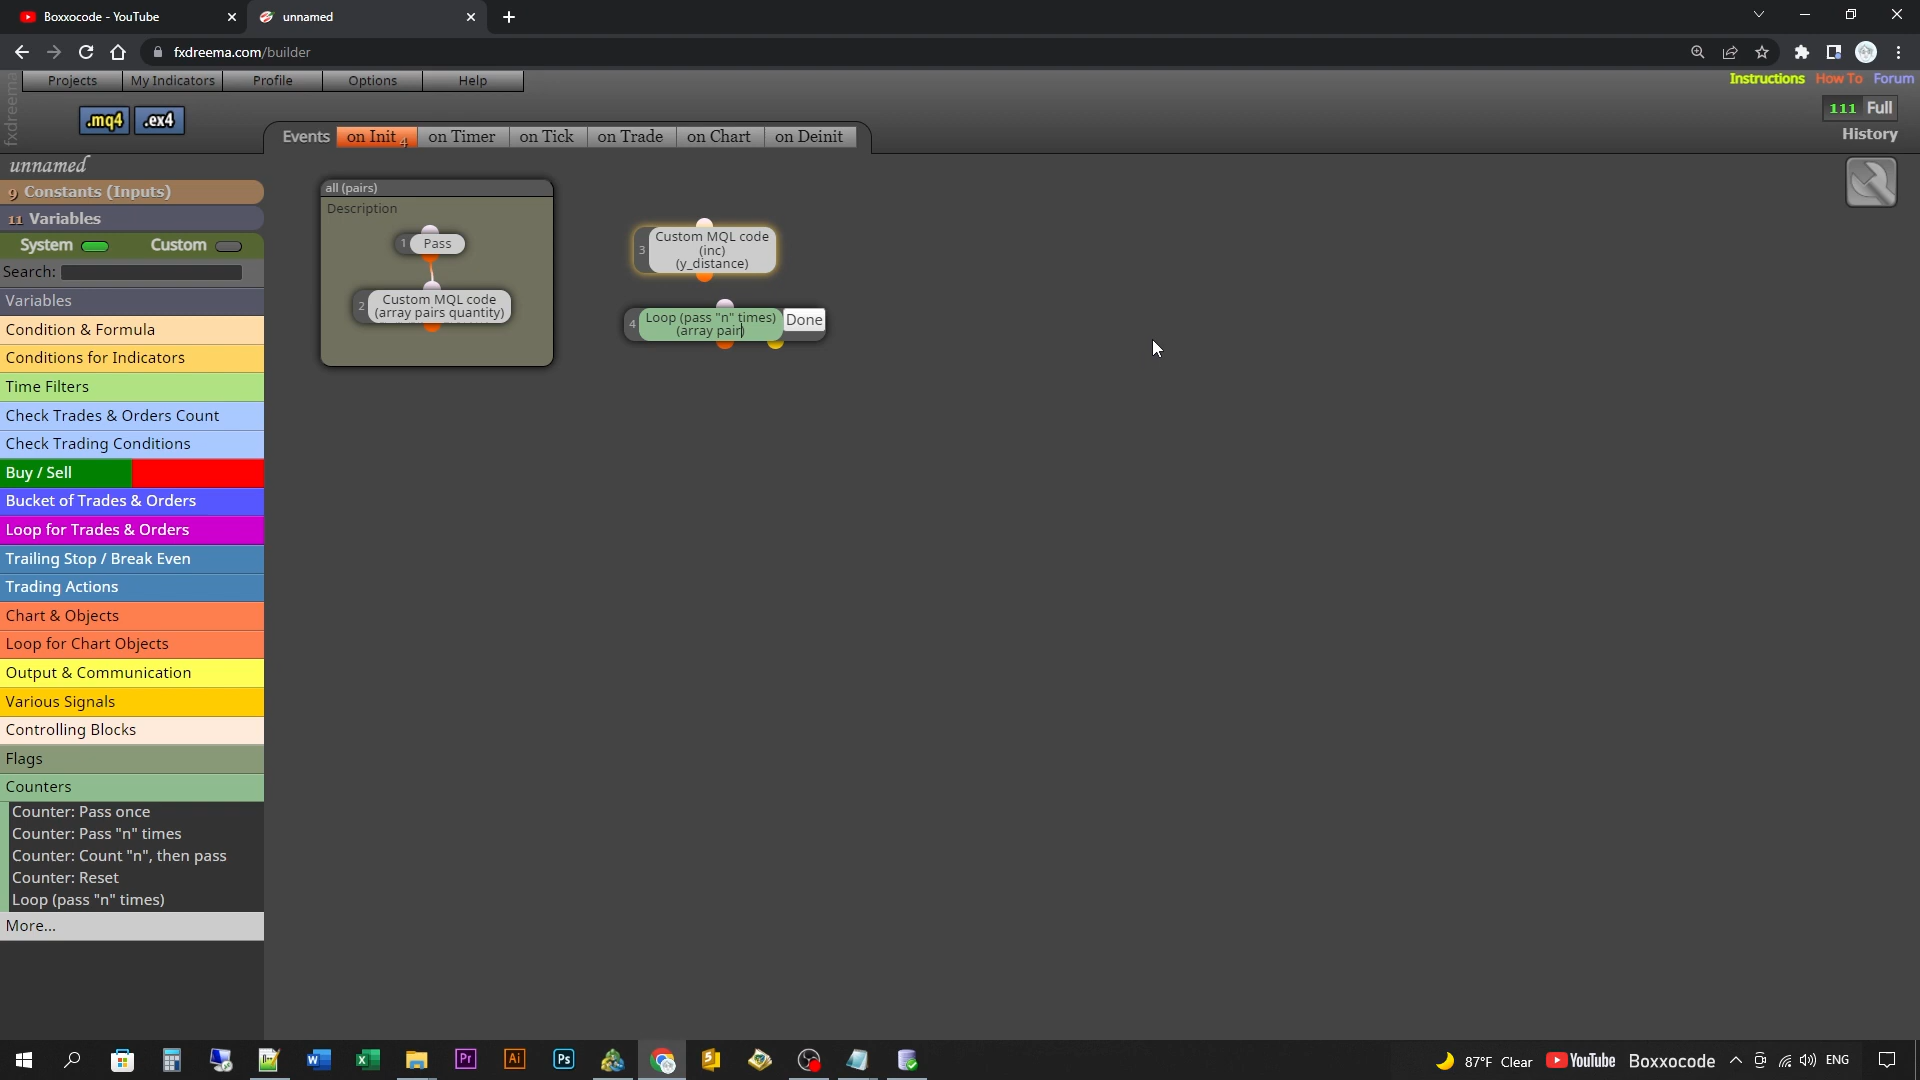 Boxxocode - YouTube
unnamed
fxdreema.com/builder
Projects
My Indicators
Profile
Options
Help
Instructions
How To
Forum
fxdreema
.mq4
.ex4
111 Full
History
Events
on Init 4
on Timer
on Tick
on Trade
on Chart
on Deinit
unnamed
9 Constants (Inputs)
11 Variables
System
Custom
Search:
Variables
Condition & Formula
Conditions for Indicators
Time Filters
Check Trades & Orders Count
Check Trading Conditions
Buy / Sell
Bucket of Trades & Orders
Loop for Trades & Orders
Trailing Stop / Break Even
Trading Actions
Chart & Objects
Loop for Chart Objects
Output & Communication
Various Signals
Controlling Blocks
Flags
Counters
Counter: Pass once
Counter: Pass "n" times
Counter: Count "n", then pass
Counter: Reset
Loop (pass "n" times)
More...
all (pairs)
Description
1 Pass
2 Custom MQL code
(array pairs quantity)
3 Custom MQL code
(inc)
(y_distance)
4 Loop (pass "n" times)
(array pair)
Done
W
X
Pr
Ai
Ps
5
87°F Clear
YouTube
Boxxocode
ENG